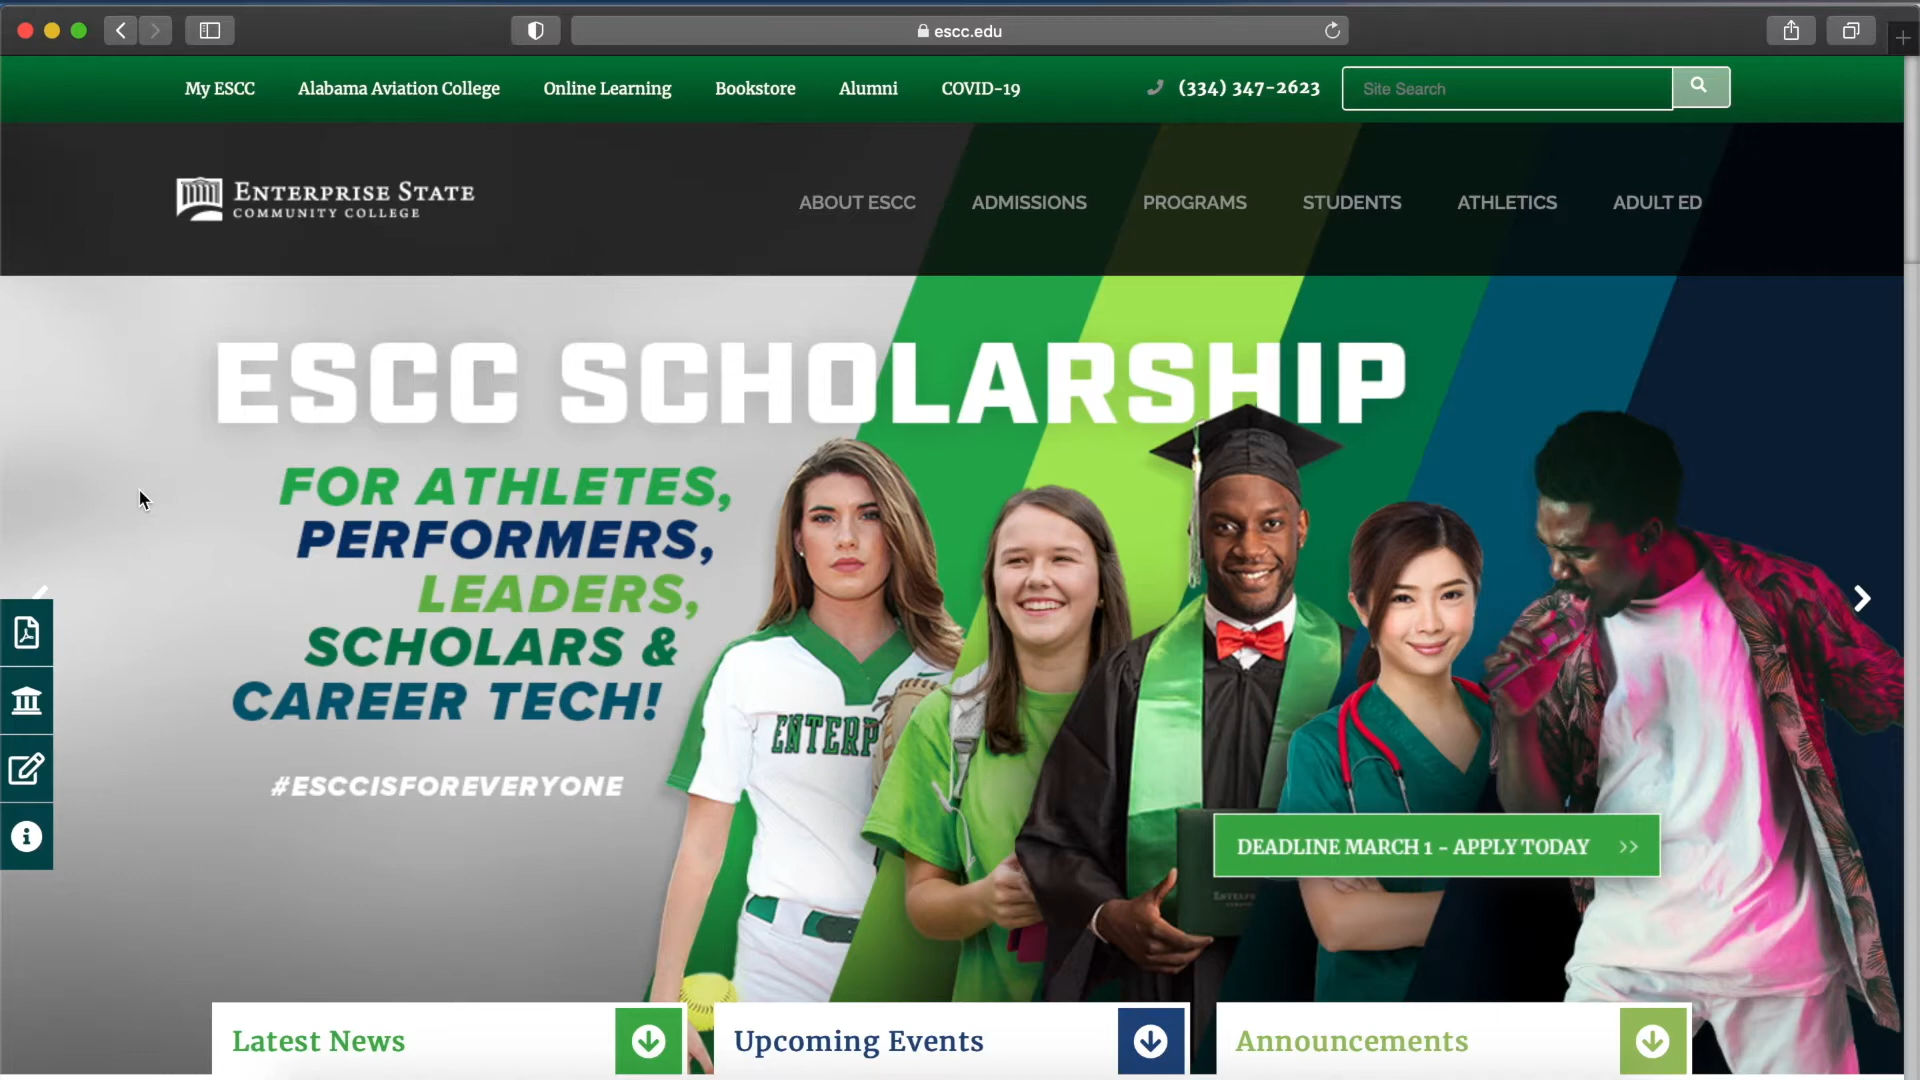 escc.edu
My ESCC
Alabama Aviation College
Online Learning
Bookstore
Alumni
COVID-19
(334) 347-2623
Site Search
ENTERPRISE STATE
COMMUNITY COLLEGE
ABOUT ESCC
ADMISSIONS
PROGRAMS
STUDENTS
ATHLETICS
ADULT ED
ESCC SCHOLARSHIP
FOR ATHLETES,
PERFORMERS,
LEADERS,
SCHOLARS &
CAREER TECH!
#ESCCISFOREVERYONE
ENTERP
DEADLINE MARCH 1 - APPLY TODAY >>
Latest News
Upcoming Events
Announcements